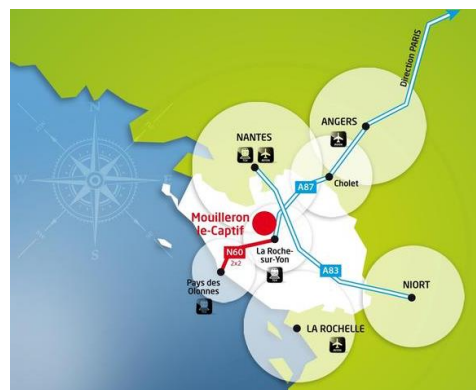 Direction PARIS
ANGERS
NANTES
Cholet
A87
Mouilleron
le-Captif
N60
2x2
La Roche-
sur-Yon
A83
Pays des
Olonnes
NIORT
LA ROCHELLE